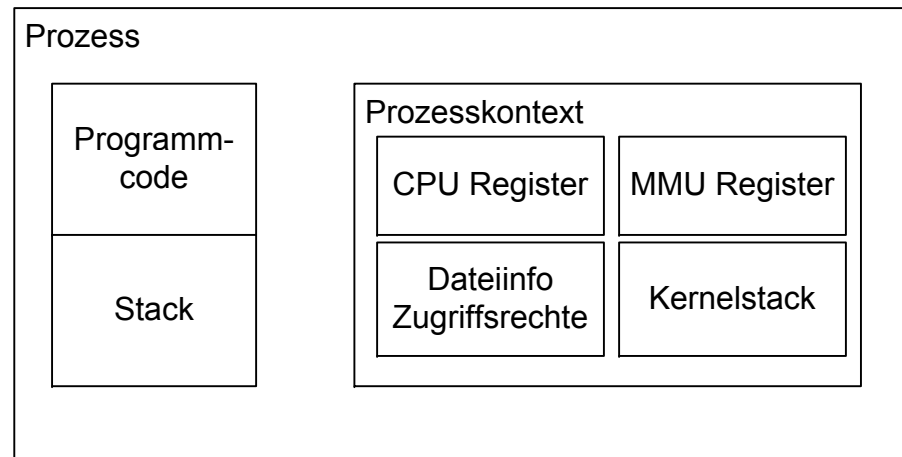 Prozess
Programm-
code
Stack
Prozesskontext
CPU Register
MMU Register
Dateiinfo
Zugriffsrechte
Kernelstack